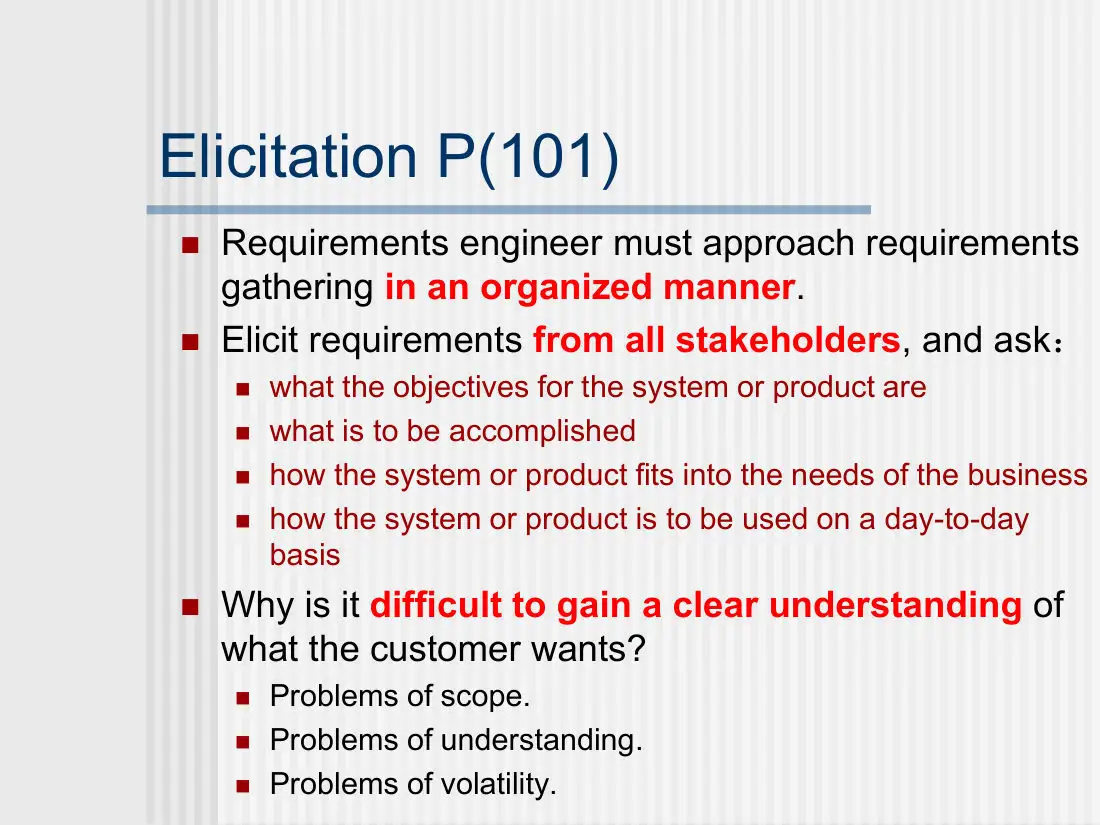 Elicitation P(101)
Requirements engineer must approach requirements
gathering in an organized manner.
Elicit requirements from all stakeholders, and ask：
what the objectives for the system or product are
what is to be accomplished
how the system or product fits into the needs of the business
how the system or product is to be used on a day-to-day
basis
Why is it difficult to gain a clear understanding of
what the customer wants?
Problems of scope.
Problems of understanding.
Problems of volatility.